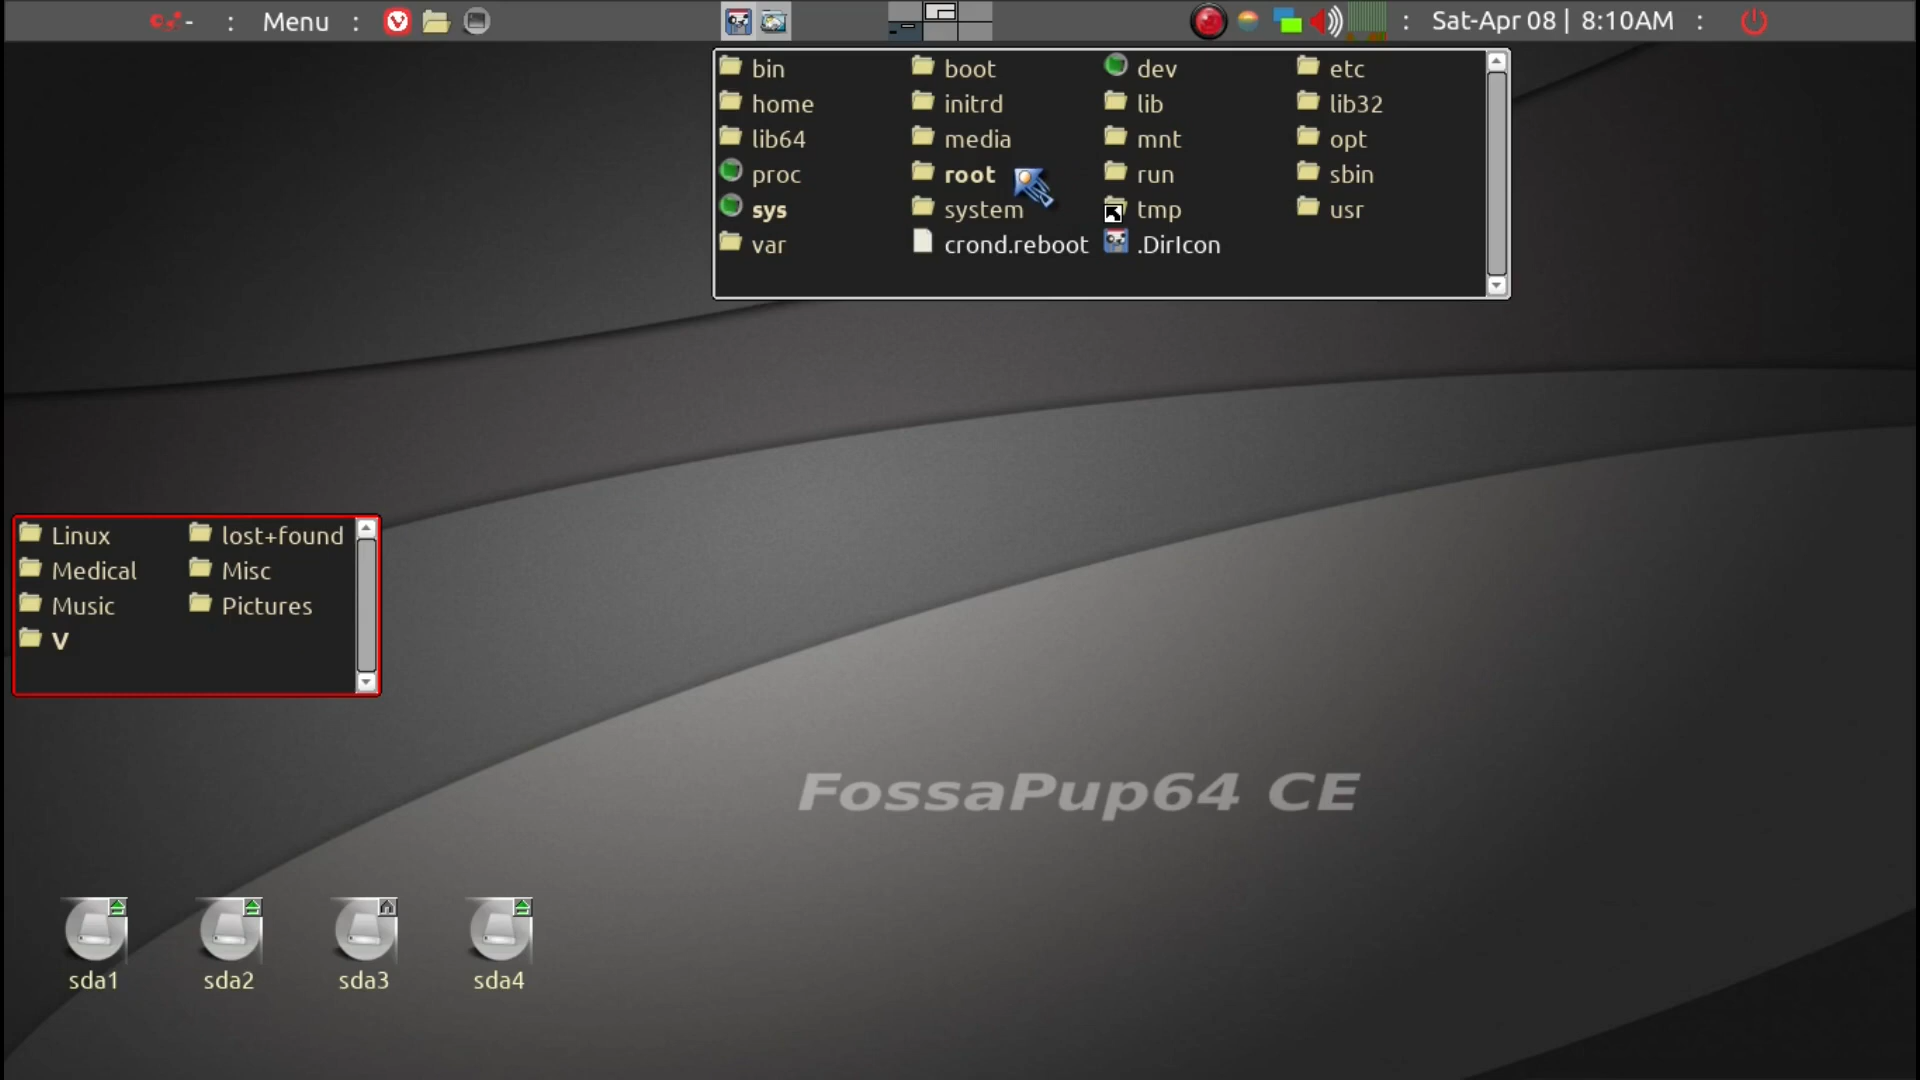 : Menu : : Sat-Apr 08 | 8:10AM :
bin boot dev etc
home initrd lib lib32
lib64 media mnt opt
proc root run sbin
sys system tmp usr
var crond.reboot .DirIcon
Linux lost+found
Medical Misc
Music Pictures
V
FossaPup64 CE
sda1 sda2 sda3 sda4